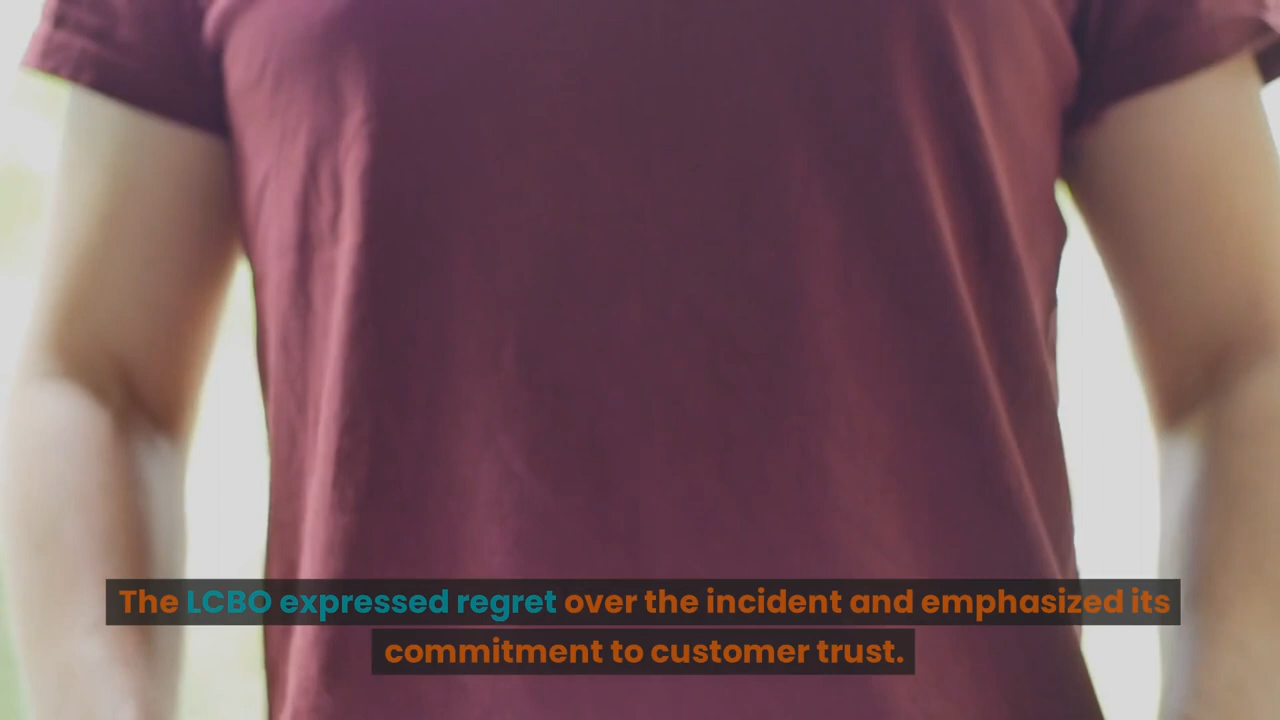 The LCBO expressed regret over the incident and emphasized its
commitment to customer trust.